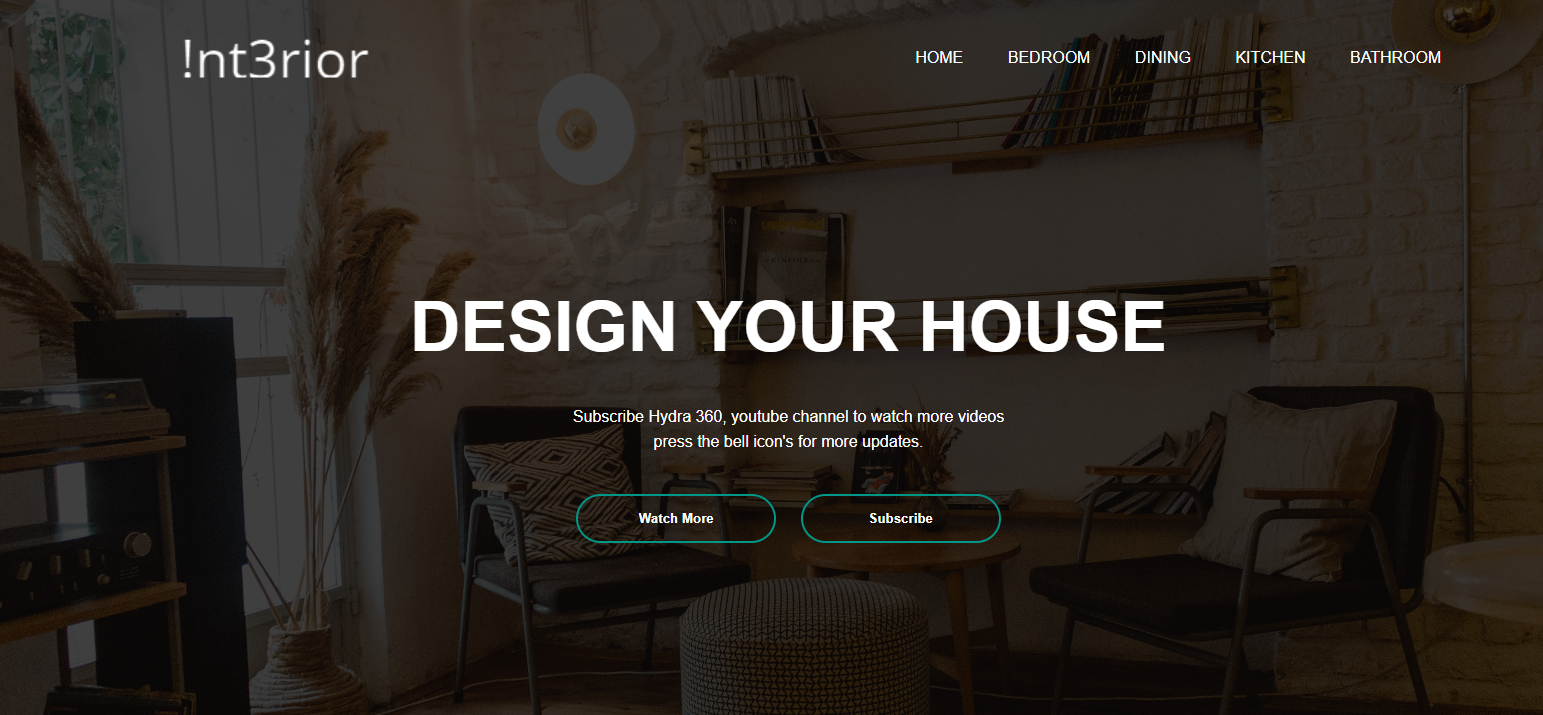 !nt3rior
HOME BEDROOM DINING KITCHEN BATHROOM
DESIGN YOUR HOUSE
Subscribe Hydra 360, youtube channel to watch more videos
press the bell icon's for more updates.
Watch More Subscribe